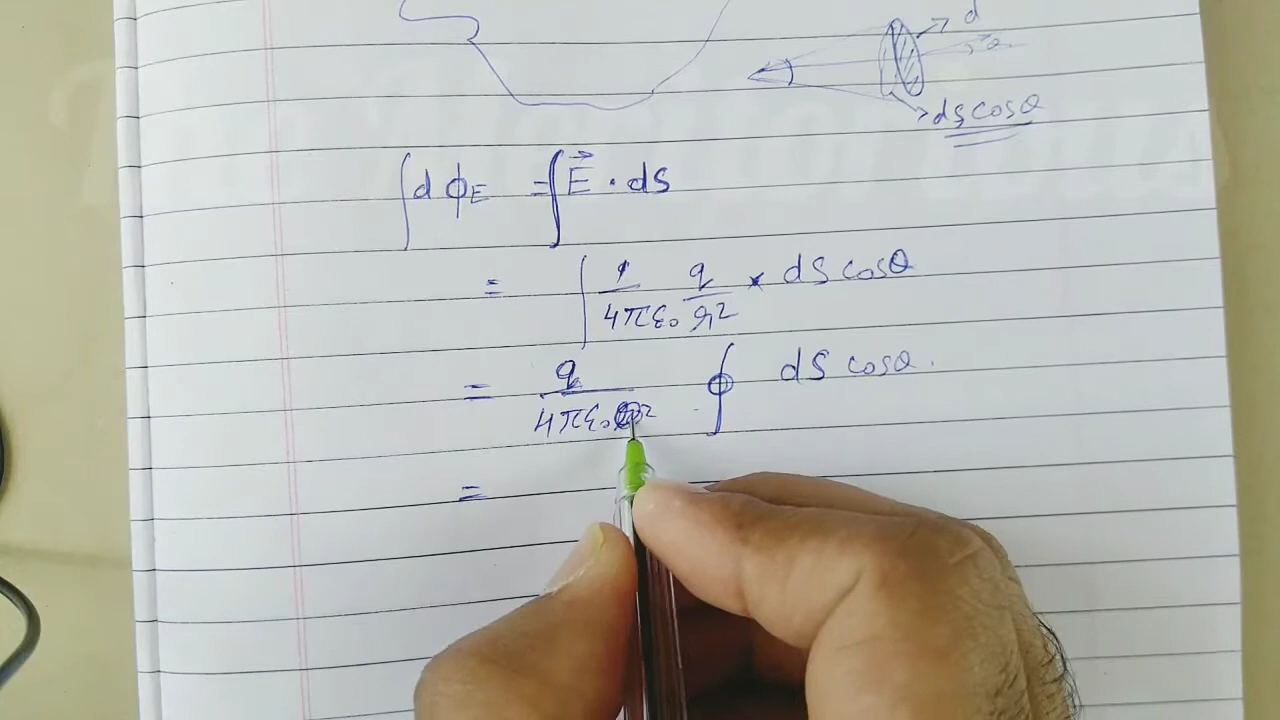 d
θ
ds cosθ
∫dϕE = ∫E⃗ · ds
= ∫ 1/4πε₀ q/r² × dS cosθ
= q/4πε₀r² ∮ dS cosθ.
=